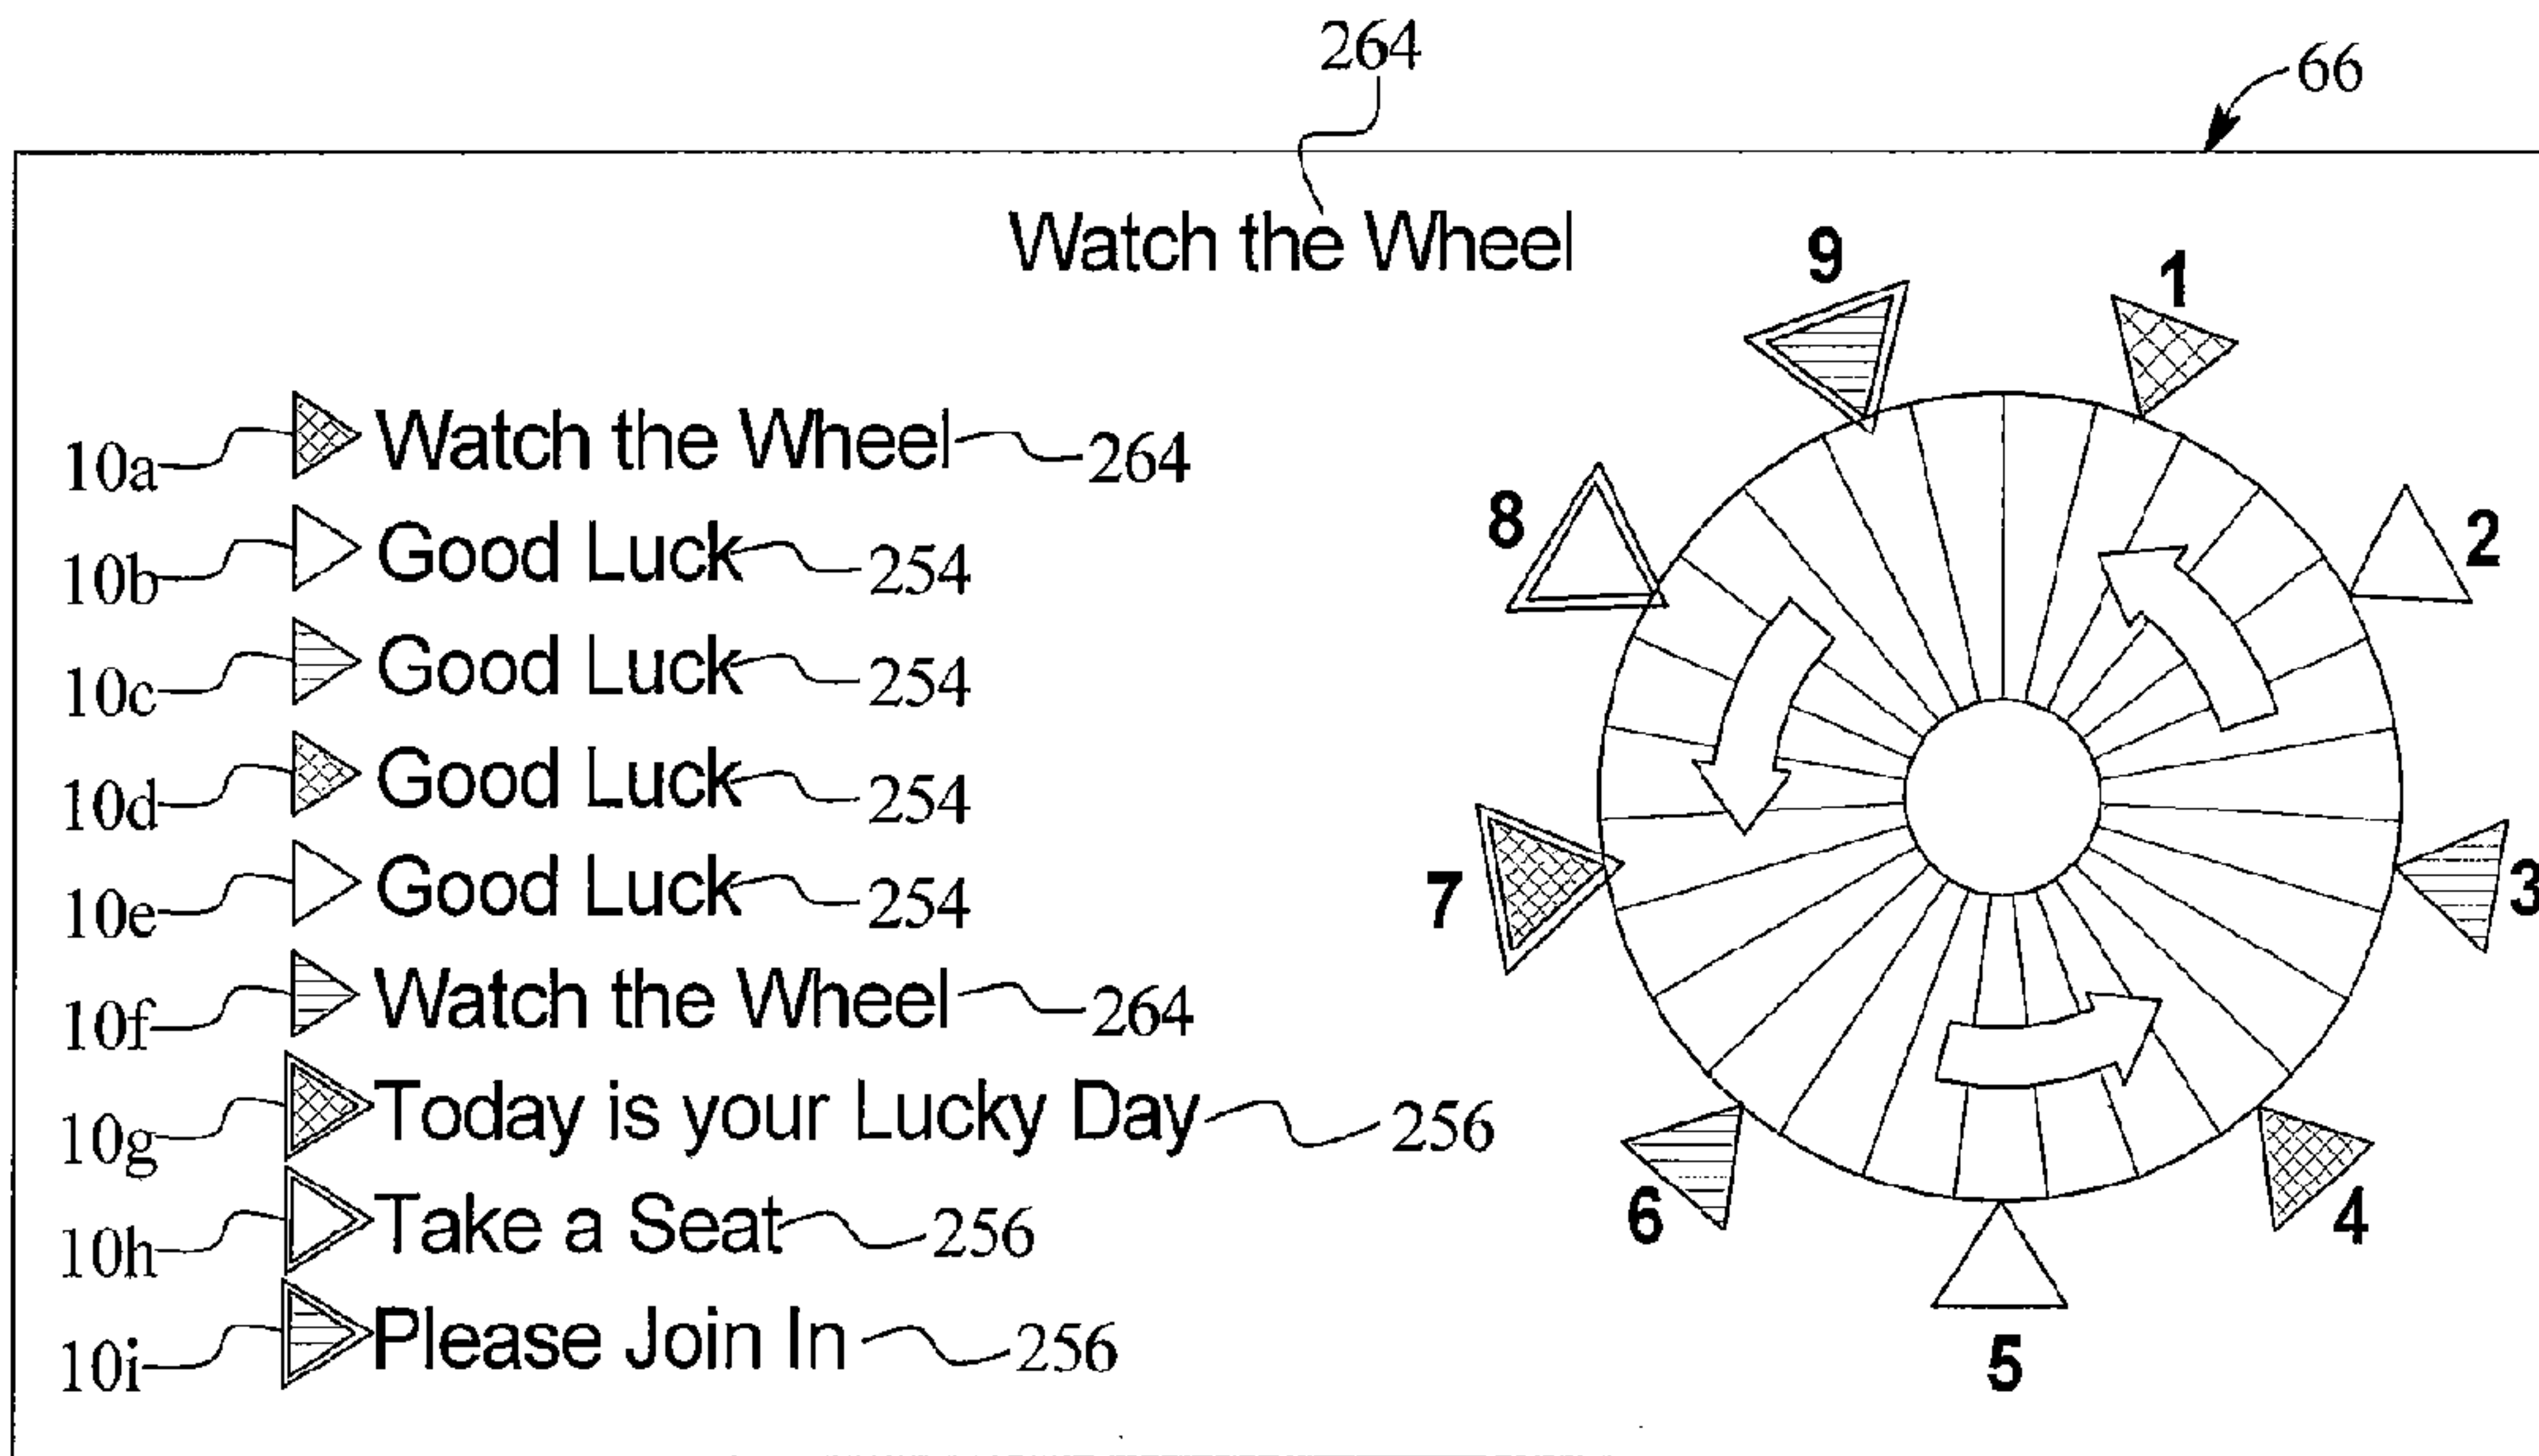 264
66
Watch the Wheel
9
1
10a Watch the Wheel 264
8
2
10b Good Luck 254
10c Good Luck 254
10d Good Luck 254
7
3
10e Good Luck 254
10f Watch the Wheel 264
10g Today is your Lucky Day 256
6
4
10h Take a Seat 256
10i Please Join In 256
5